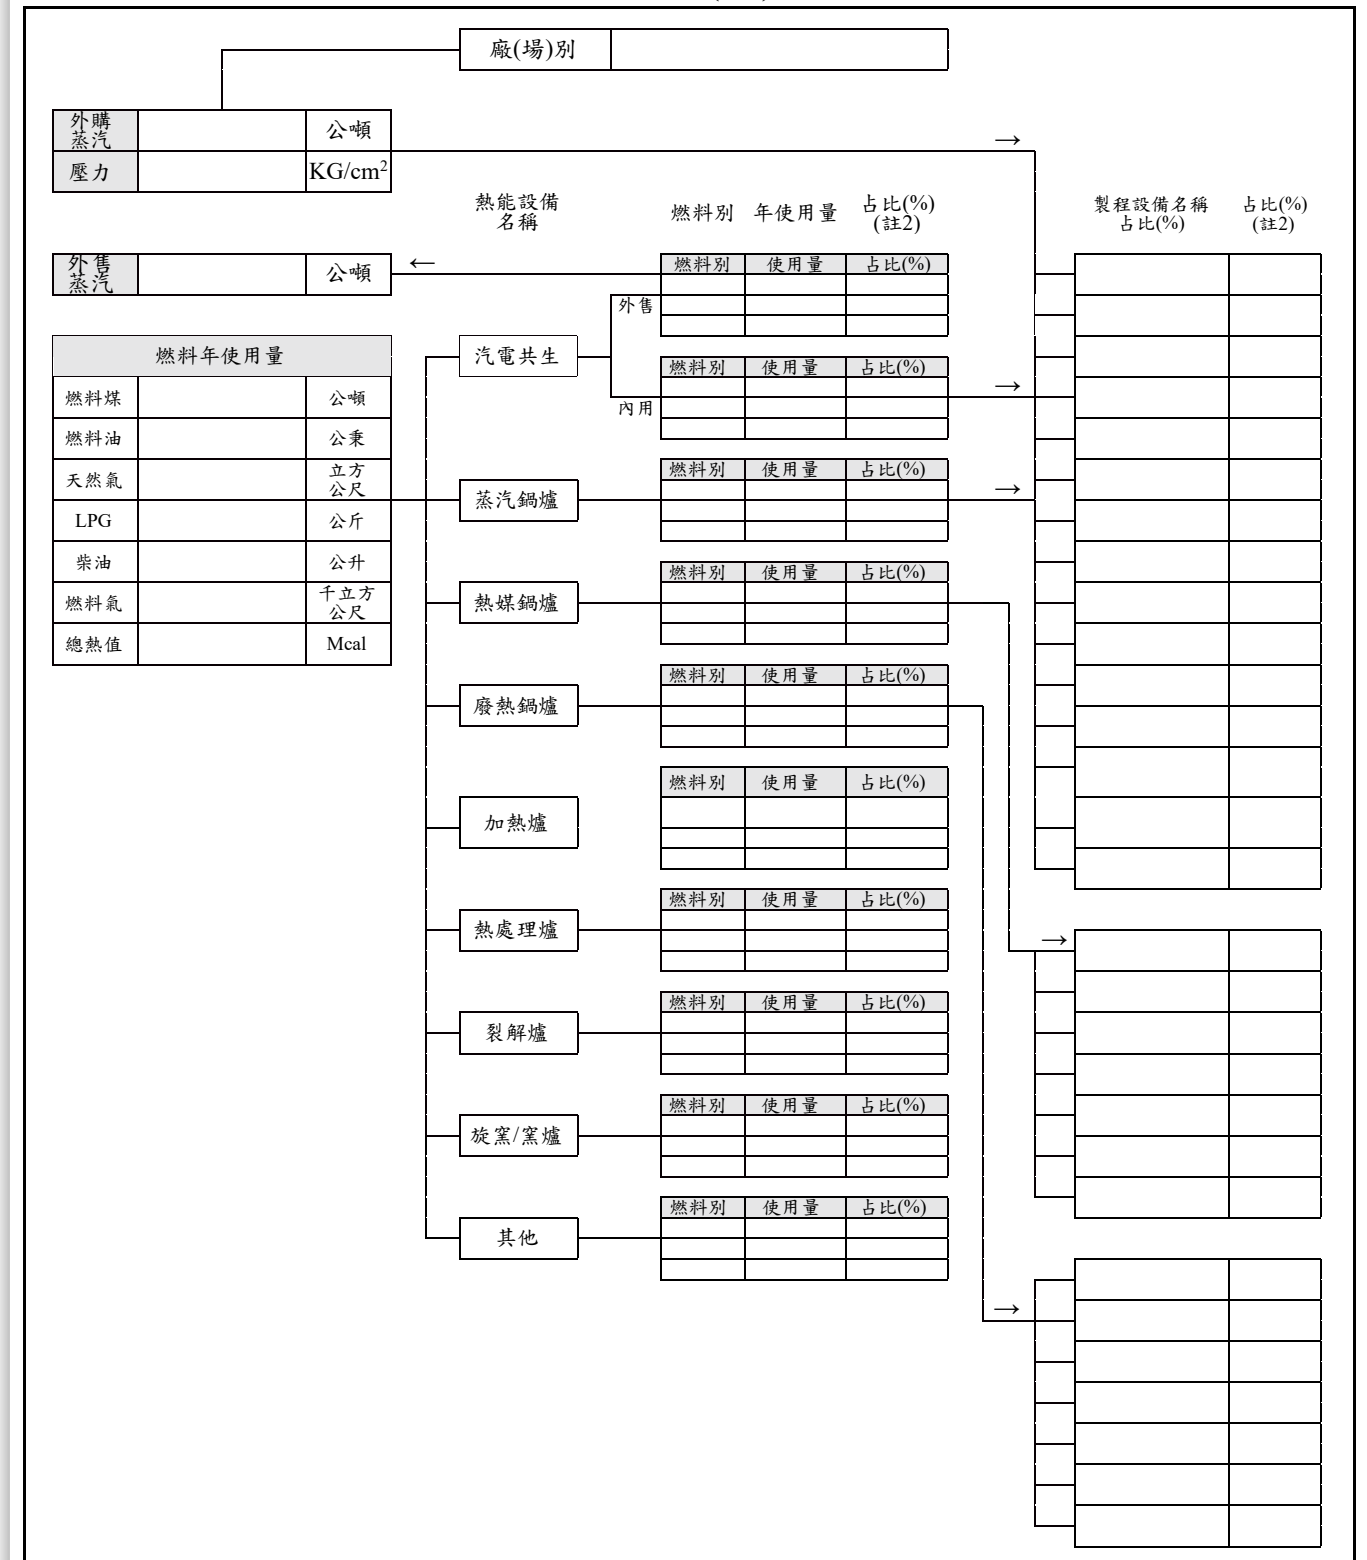 廠(場)別
外購
蒸汽
公噸
壓力
KG/cm²
熱能設備
名稱
燃料別
年使用量
占比(%)
(註2)
製程設備名稱
占比(%)
占比(%)
(註2)
外售
蒸汽
公噸
←
→
燃料別 使用量 占比(%)
外售
燃料年使用量
汽電共生
燃料別 使用量 占比(%)
→
內用
燃料煤 公噸
燃料油 公秉
天然氣 立方
公尺
LPG 公斤
柴油 公升
燃料氣 千立方
公尺
總熱值 Mcal
燃料別 使用量 占比(%)
蒸汽鍋爐
→
燃料別 使用量 占比(%)
熱媒鍋爐
燃料別 使用量 占比(%)
廢熱鍋爐
燃料別 使用量 占比(%)
加熱爐
燃料別 使用量 占比(%)
熱處理爐
→
燃料別 使用量 占比(%)
裂解爐
燃料別 使用量 占比(%)
旋窯/窯爐
燃料別 使用量 占比(%)
其他
→